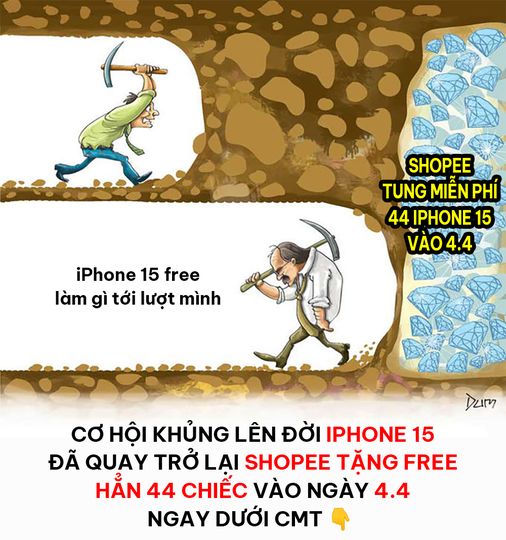 SHOPEE
TUNG MIỄN PHÍ
44 IPHONE 15
VÀO 4.4
iPhone 15 free
làm gì tới lượt mình
Dum
CƠ HỘI KHỦNG LÊN ĐỜI IPHONE 15
ĐÃ QUAY TRỞ LẠI SHOPEE TẶNG FREE
HẲN 44 CHIẾC VÀO NGÀY 4.4
NGAY DƯỚI CMT 👇